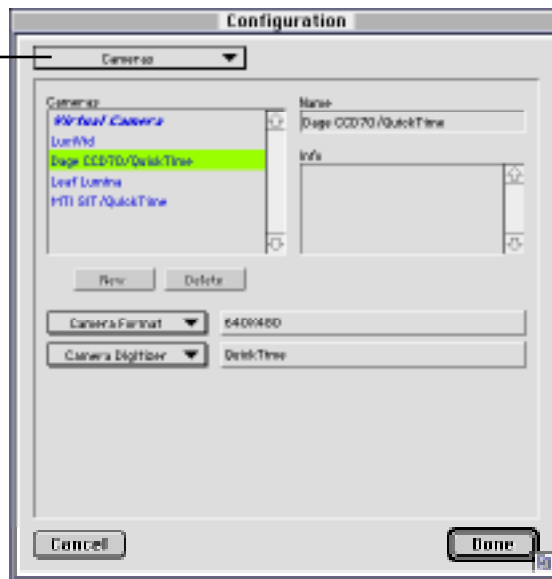 Configuration
Cameras
Cameras
Virtual Camera
LumVid
Dage CCD70/QuickTime
Leaf Lumina
MTI SIT/QuickTime
Name
Dage CCD70/QuickTime
Info
New
Delete
Camera Format
640X480
Camera Digitizer
QuickTime
Cancel
Done